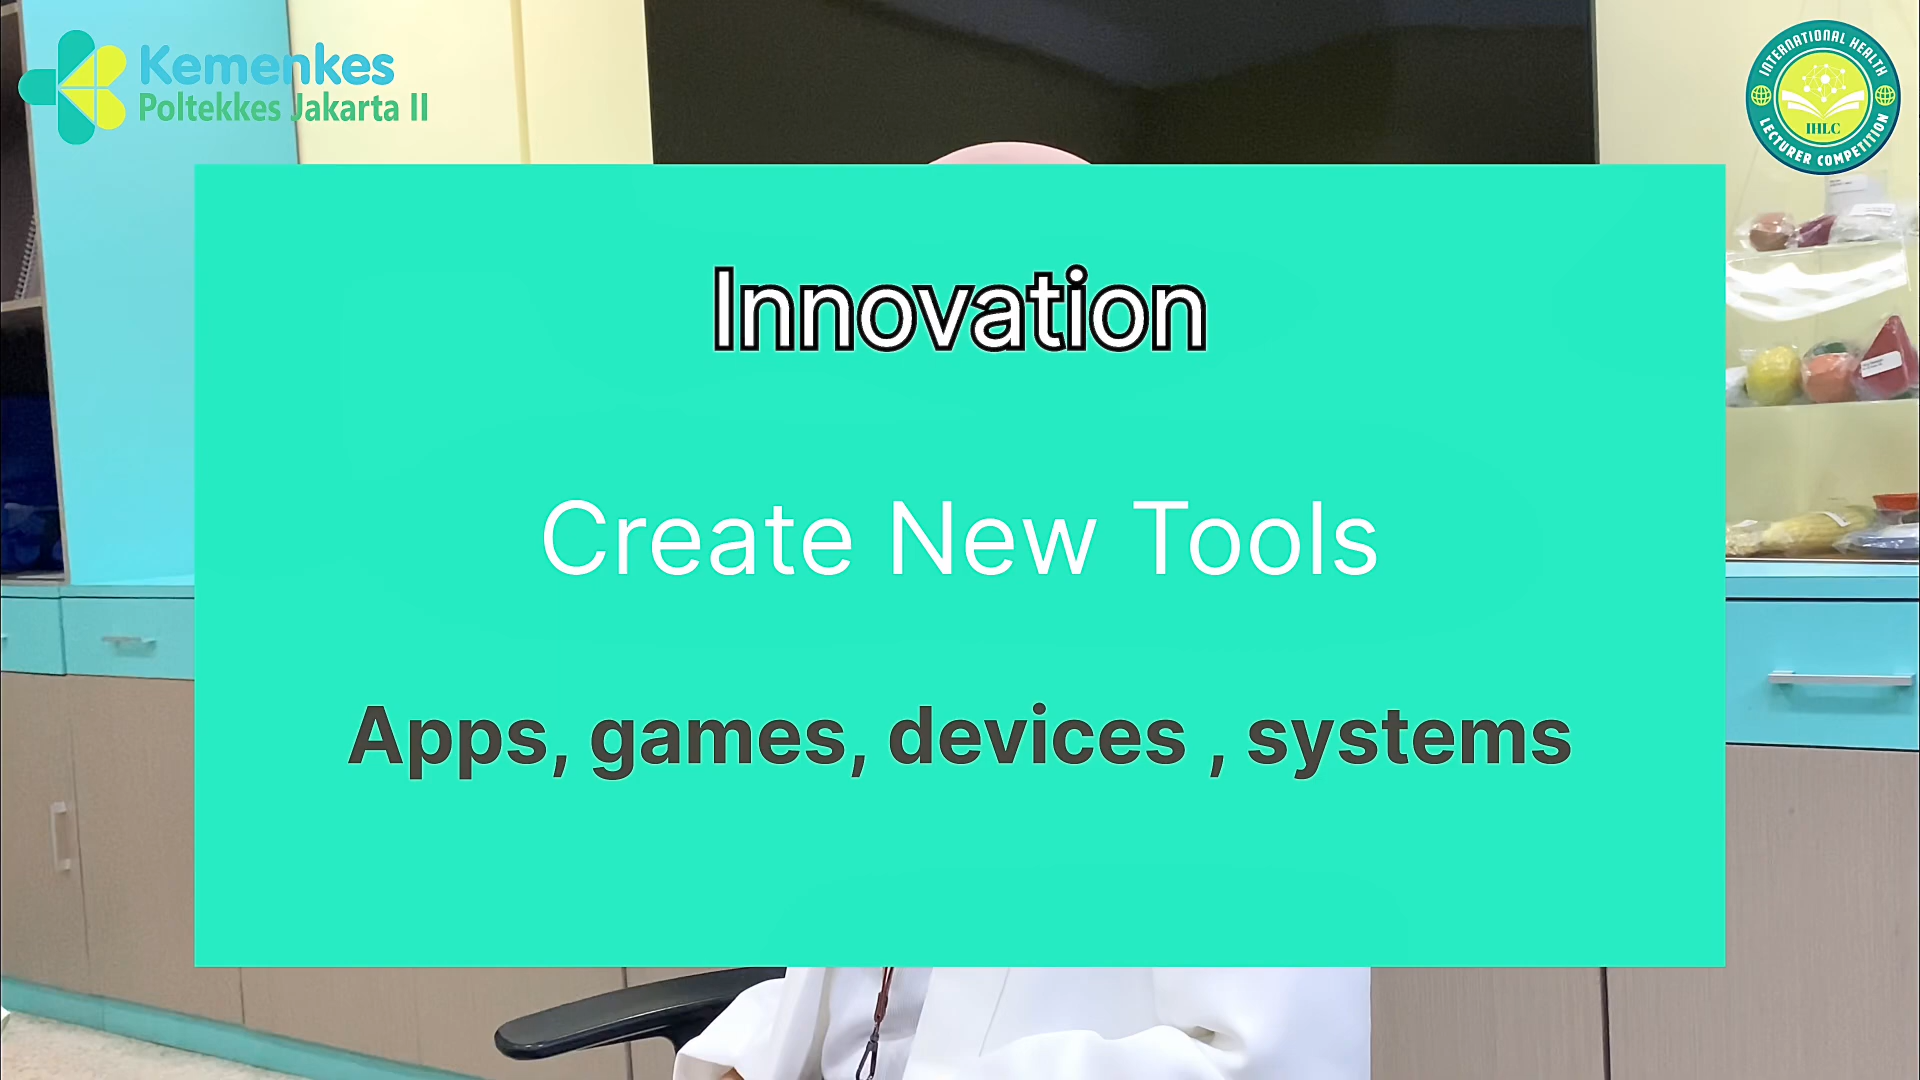 Kemenkes
Poltekkes Jakarta II
INTERNATIONAL HEALTH
IHLC
LECTURER COMPETITION
Innovation
Create New Tools
Apps, games, devices , systems